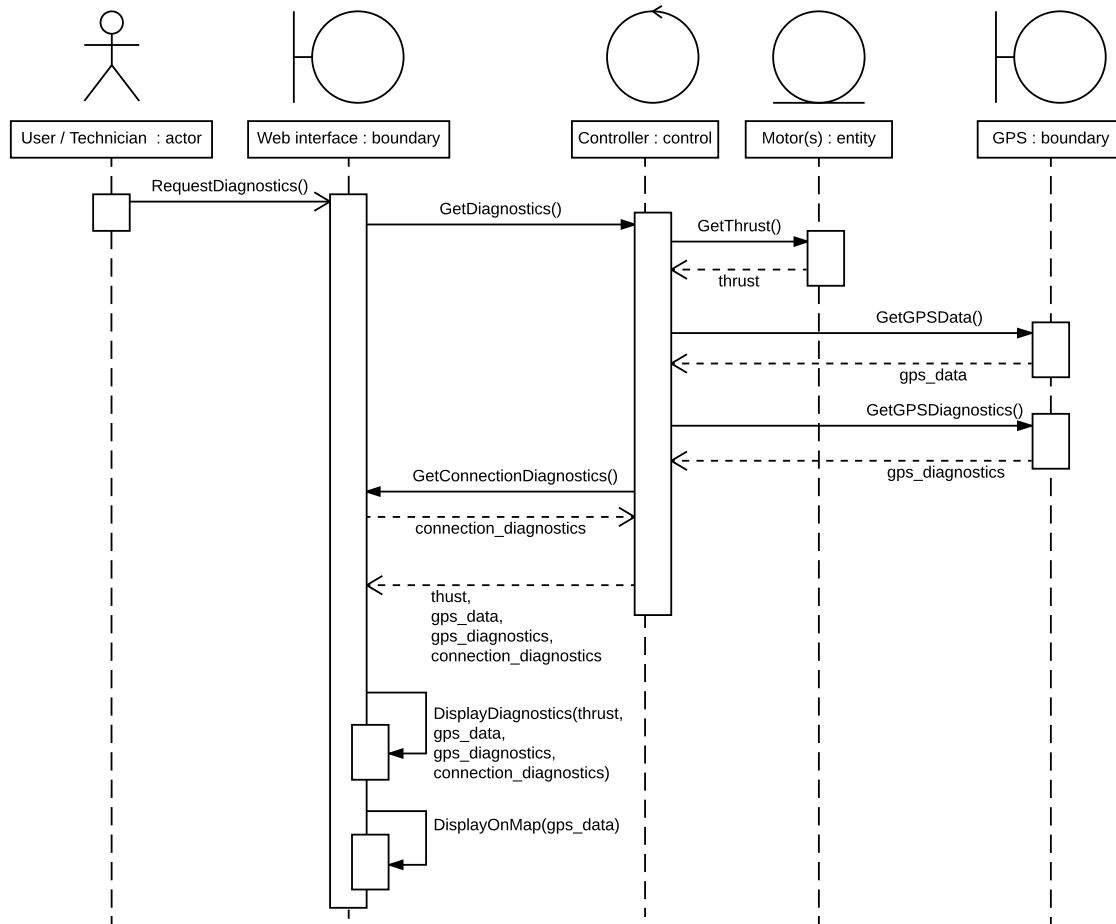 User / Technician : actor
Web interface : boundary
Controller : control
Motor(s) : entity
GPS : boundary
RequestDiagnostics()
GetDiagnostics()
GetThrust()
thrust
GetGPSData()
gps_data
GetGPSDiagnostics()
gps_diagnostics
GetConnectionDiagnostics()
connection_diagnostics
thust,
gps_data,
gps_diagnostics,
connection_diagnostics
DisplayDiagnostics(thrust,
gps_data,
gps_diagnostics,
connection_diagnostics)
DisplayOnMap(gps_data)